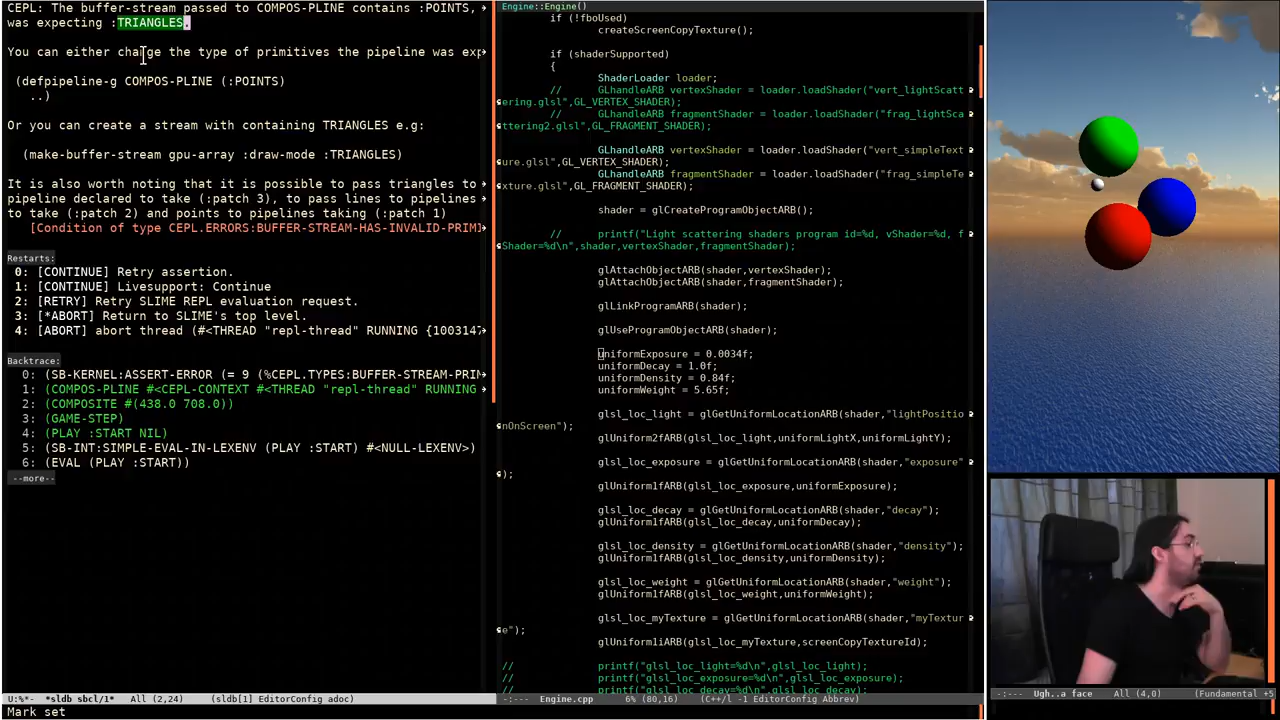 CEPL: The buffer-stream passed to COMPOS-PLINE contains :POINTS,
was expecting :TRIANGLES.
You can either change the type of primitives the pipeline was exp
(defpipeline-g COMPOS-PLINE (:POINTS)
..)
Or you can create a stream with containing TRIANGLES e.g:
(make-buffer-stream gpu-array :draw-mode :TRIANGLES)
It is also worth noting that it is possible to pass triangles to
pipeline declared to take (:patch 3), to pass lines to pipelines
to take (:patch 2) and points to pipelines taking (:patch 1)
[Condition of type CEPL.ERRORS:BUFFER-STREAM-HAS-INVALID-PRIMI
Restarts:
0: [CONTINUE] Retry assertion.
1: [CONTINUE] Livesupport: Continue
2: [RETRY] Retry SLIME REPL evaluation request.
3: [*ABORT] Return to SLIME's top level.
4: [ABORT] abort thread (#<THREAD "repl-thread" RUNNING {1003147
Backtrace:
0: (SB-KERNEL:ASSERT-ERROR (= 9 (%CEPL.TYPES:BUFFER-STREAM-PRIM
1: (COMPOS-PLINE #<CEPL-CONTEXT #<THREAD "repl-thread" RUNNING
2: (COMPOSITE #(438.0 708.0))
3: (GAME-STEP)
4: (PLAY :START NIL)
5: (SB-INT:SIMPLE-EVAL-IN-LEXENV (PLAY :START) #<NULL-LEXENV>)
6: (EVAL (PLAY :START))
--more--
U:%*- *sldb sbcl/1* All (2,24) (sldb[1] EditorConfig adoc)
Mark set
Engine::Engine()
if (!fboUsed)
createScreenCopyTexture();
if (shaderSupported)
{
ShaderLoader loader;
// GLhandleARB vertexShader = loader.loadShader("vert_lightScatt
ering.glsl",GL_VERTEX_SHADER);
// GLhandleARB fragmentShader = loader.loadShader("frag_lightSca
ttering2.glsl",GL_FRAGMENT_SHADER);
GLhandleARB vertexShader = loader.loadShader("vert_simpleText
ure.glsl",GL_VERTEX_SHADER);
GLhandleARB fragmentShader = loader.loadShader("frag_simpleTe
xture.glsl",GL_FRAGMENT_SHADER);
shader = glCreateProgramObjectARB();
// printf("Light scattering shaders program id=%d, vShader=%d, f
Shader=%d\n",shader,vertexShader,fragmentShader);
glAttachObjectARB(shader,vertexShader);
glAttachObjectARB(shader,fragmentShader);
glLinkProgramARB(shader);
glUseProgramObjectARB(shader);
uniformExposure = 0.0034f;
uniformDecay = 1.0f;
uniformDensity = 0.84f;
uniformWeight = 5.65f;
glsl_loc_light = glGetUniformLocationARB(shader,"lightPositio
nOnScreen");
glUniform2fARB(glsl_loc_light,uniformLightX,uniformLightY);
glsl_loc_exposure = glGetUniformLocationARB(shader,"exposure"
);
glUniform1fARB(glsl_loc_exposure,uniformExposure);
glsl_loc_decay = glGetUniformLocationARB(shader,"decay");
glUniform1fARB(glsl_loc_decay,uniformDecay);
glsl_loc_density = glGetUniformLocationARB(shader,"density");
glUniform1fARB(glsl_loc_density,uniformDensity);
glsl_loc_weight = glGetUniformLocationARB(shader,"weight");
glUniform1fARB(glsl_loc_weight,uniformWeight);
glsl_loc_myTexture = glGetUniformLocationARB(shader,"myTextur
e");
glUniform1iARB(glsl_loc_myTexture,screenCopyTextureId);
// printf("glsl_loc_light=%d\n",glsl_loc_light);
// printf("glsl_loc_exposure=%d\n",glsl_loc_exposure);
// printf("glsl_loc_decay=%d\n",glsl_loc_decay);
-:--- Engine.cpp 6% (80,16) (C++/l -1 EditorConfig Abbrev)
-:--- Ugh..a face All (4,0) (Fundamental +5